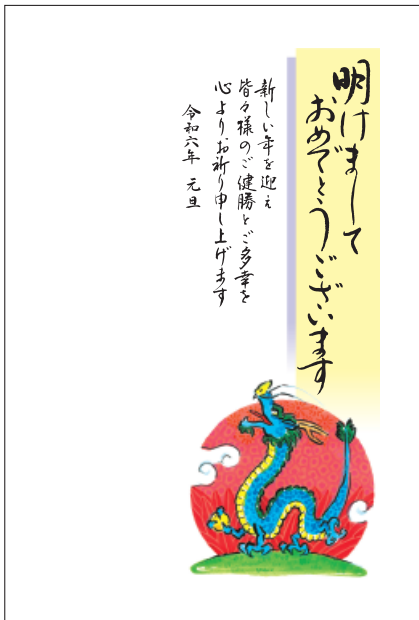 明けまして
おめでとうございます
新しい年を迎え
皆々様のご健勝とご多幸を
心よりお祈り申し上げます
令和六年 元旦